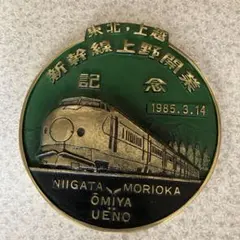 東北・上越
新幹線上野開業
記念
1985.3.14
NIIGATA MORIOKA
ŌMIYA
UENO